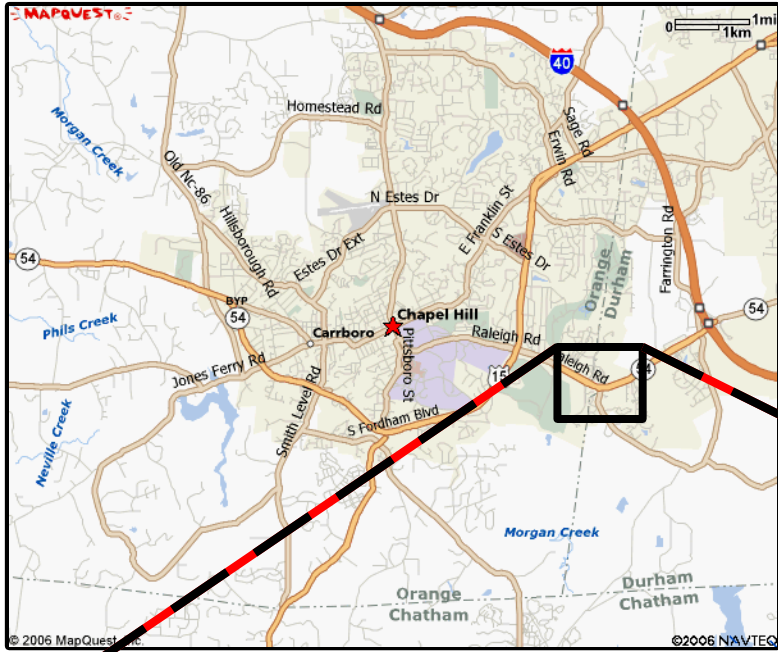 MAPQUEST
0
1mi
1km
40
Homestead Rd
Morgan Creek
Sage Rd
Erwin Rd
Old Nc-86
N Estes Dr
Hillsborough Rd
E Franklin St
S Estes Dr
Estes Dr Ext
Farrington Rd
Orange
Durham
54
BYP
54
54
Phils Creek
Chapel Hill
Carrboro
Pittsboro St
Raleigh Rd
Raleigh Rd
54
15
Jones Ferry Rd
Smith Level Rd
S Fordham Blvd
Neville Creek
Morgan Creek
Orange
Chatham
Durham
Chatham
© 2006 MapQuest, Inc.
©2006 NAVTEQ